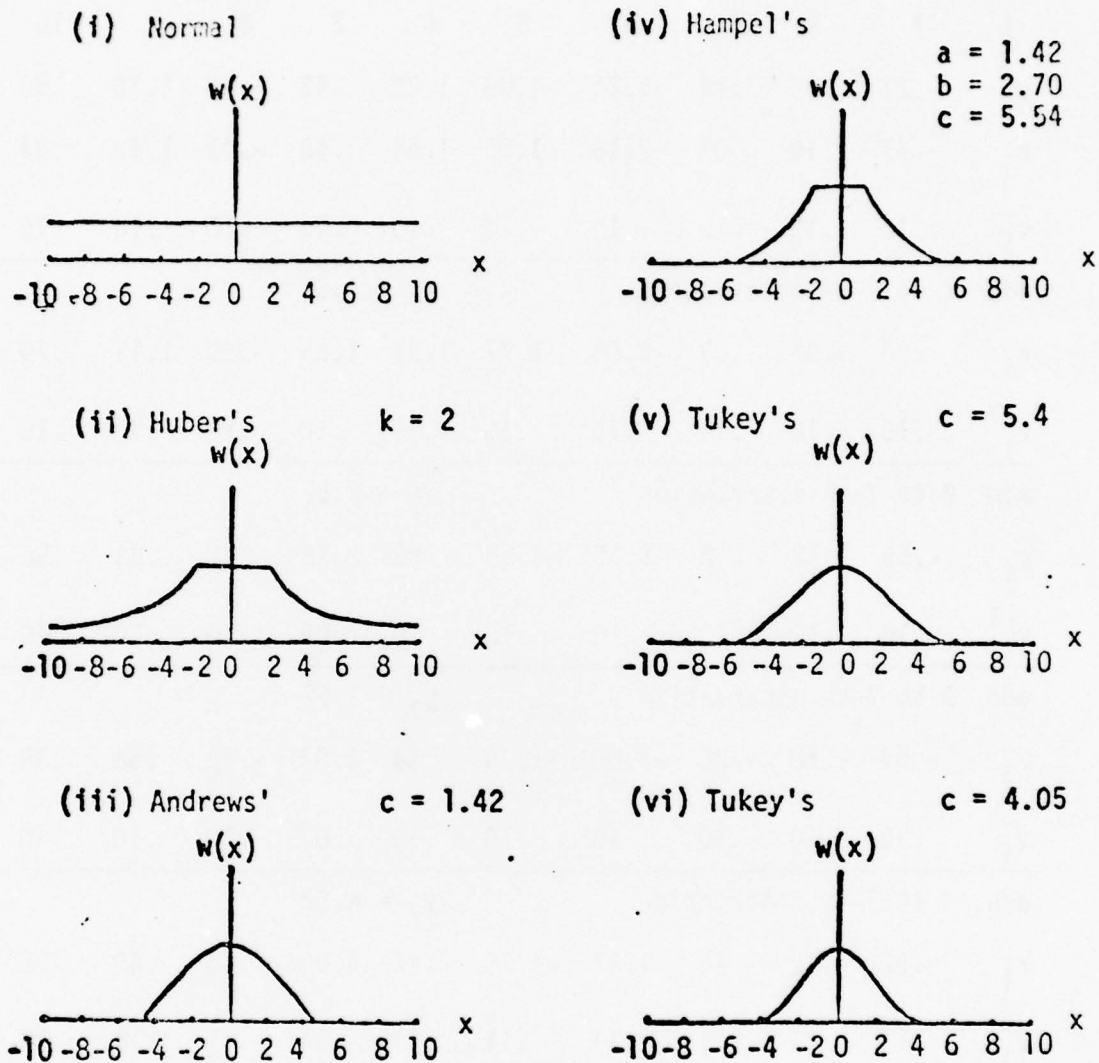 (i) Normal
w(x)
x
-10 -8 -6 -4 -2 0 2 4 6 8 10
(iv) Hampel's
a = 1.42
b = 2.70
c = 5.54
w(x)
x
-10 -8 -6 -4 -2 0 2 4 6 8 10
(ii) Huber's k = 2
w(x)
x
-10 -8 -6 -4 -2 0 2 4 6 8 10
(v) Tukey's c = 5.4
w(x)
x
-10 -8 -6 -4 -2 0 2 4 6 8 10
(iii) Andrews' c = 1.42
w(x)
x
-10 -8 -6 -4 -2 0 2 4 6 8 10
(vi) Tukey's c = 4.05
w(x)
x
-10 -8 -6 -4 -2 0 2 4 6 8 10